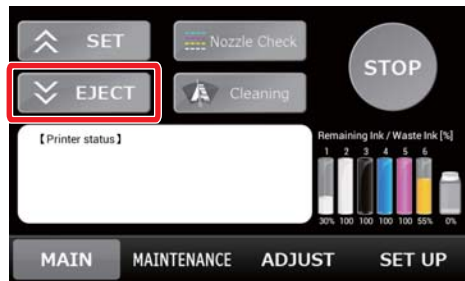 SET
Nozzle Check
STOP
EJECT
Cleaning
【Printer status】
Remaining Ink / Waste Ink [%]
1 2 3 4 5 6
30% 100 100 100 100 55% 0%
MAIN MAINTENANCE ADJUST SET UP